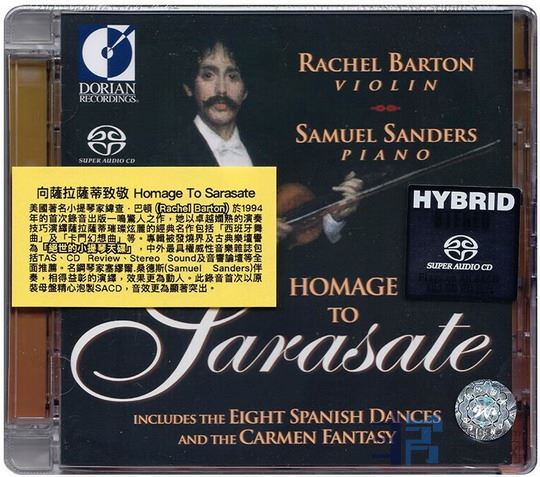 DORIAN
RECORDINGS
SUPER AUDIO CD
RACHEL BARTON
VIOLIN
SAMUEL SANDERS
PIANO
向薩拉薩蒂致敬 Homage To Sarasate
美國著名小提琴家緯查·巴頓(Rachel Barton)於1994
年的首次錄音出版一鳴驚人之作,她以卓越嫺熟的演奏
技巧演繹薩拉薩蒂璀璨炫麗的經典名作包括「西班牙舞
曲」及「卡門幻想曲」等。專輯被發燒界及古典樂壇譽
為「絕世的小提琴天碟」,中外最具權威性音樂雜誌包
括TAS、CD Review、Stereo Sound及音響論壇等全
面推薦。名鋼琴家塞繆爾.桑德斯(Samuel Sanders)伴
奏,相得益彰的演繹,效果更為動人。此錄音首次以原
裝母盤精心泡製SACD,音效更為顯著突出。
HYBRID
SUPER AUDIO CD
HOMAGE
TO
Sarasate
INCLUDES THE EIGHT SPANISH DANCES
AND THE CARMEN FANTASY